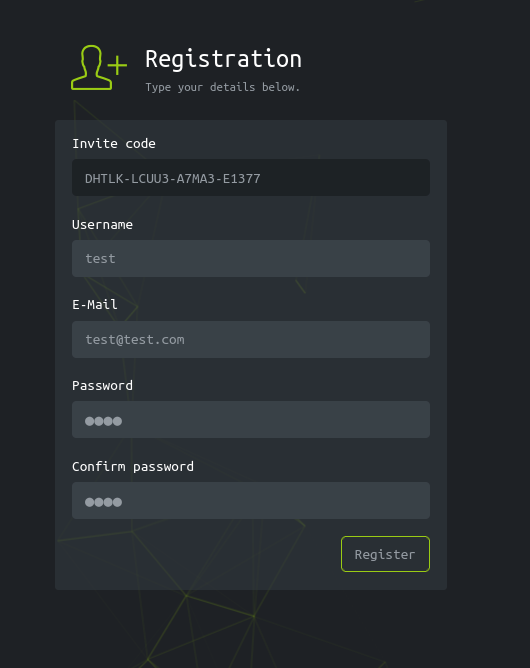 Registration
Type your details below.
Invite code
DHTLK-LCUU3-A7MA3-E1377
Username
test
E-Mail
test@test.com
Password
●●●●
Confirm password
●●●●
Register